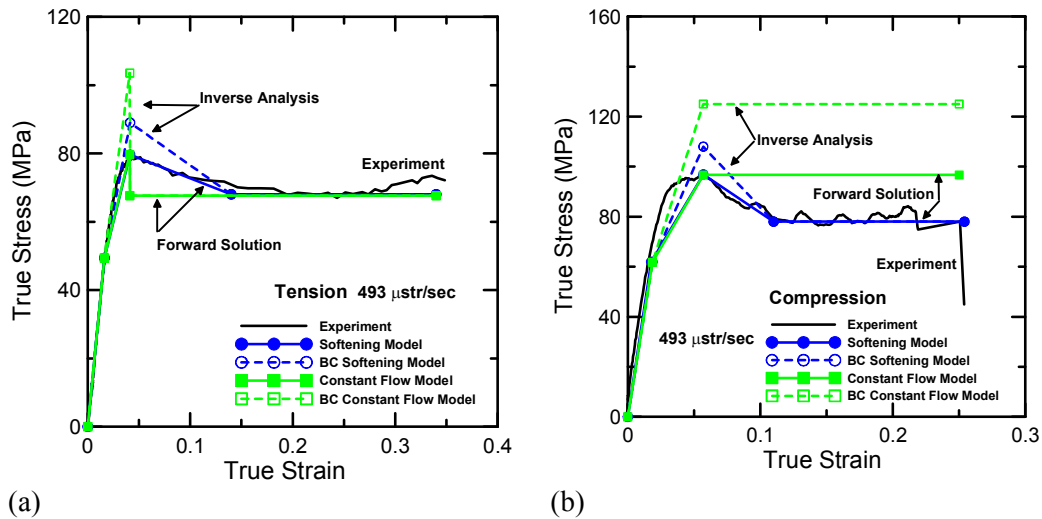 120
80
40
0
0
0.1
0.2
0.3
0.4
True Stress (MPa)
True Strain
Inverse Analysis
Experiment
Forward Solution
Tension 493 μstr/sec
Experiment
Softening Model
BC Softening Model
Constant Flow Model
BC Constant Flow Model
(a)
160
120
80
40
0
0
0.1
0.2
0.3
True Stress (MPa)
True Strain
Inverse Analysis
Forward Solution
Experiment
Compression
493 μstr/sec
Experiment
Softening Model
BC Softening Model
Constant Flow Model
BC Constant Flow Model
(b)